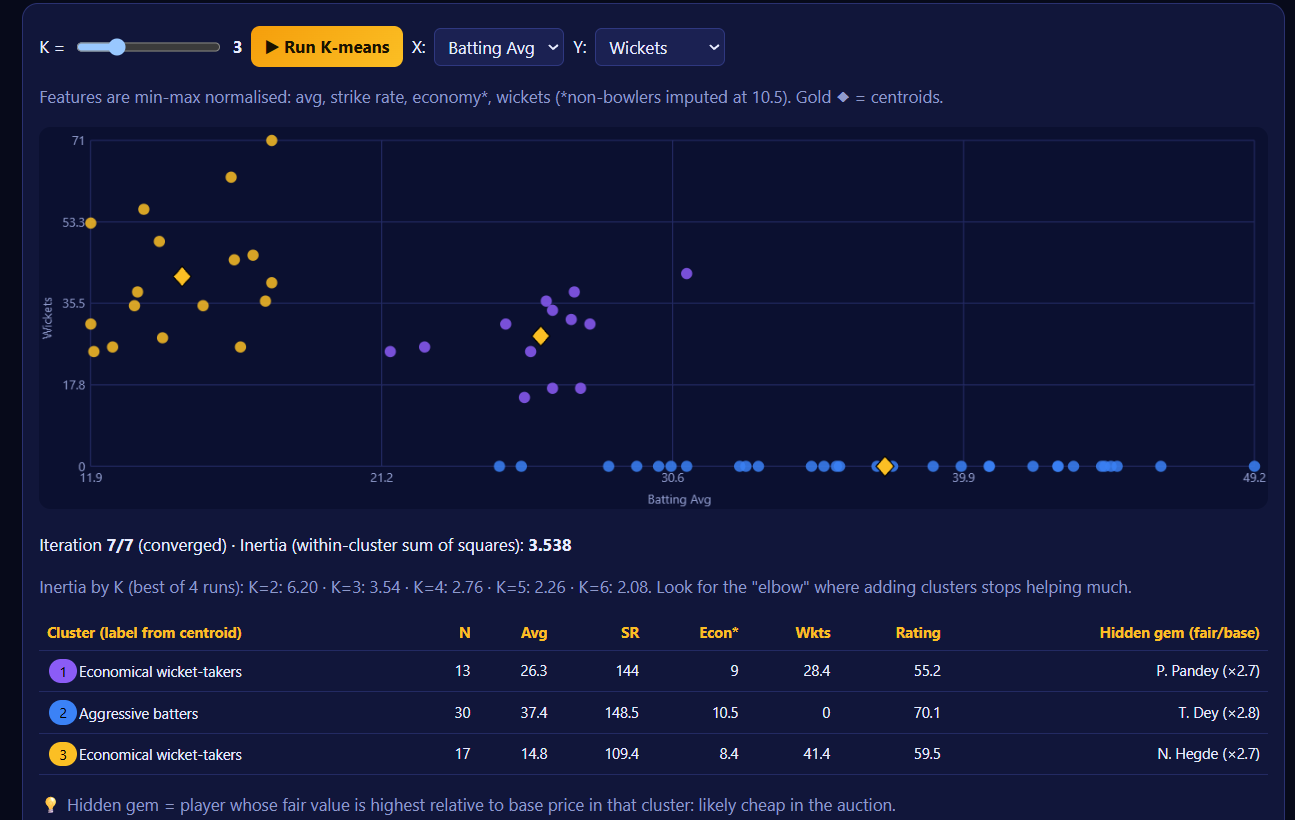 K = 3 ▶ Run K-means X: Batting Avg Y: Wickets
Features are min-max normalised: avg, strike rate, economy*, wickets (*non-bowlers imputed at 10.5). Gold ◆ = centroids.
71
53.3
35.5
17.8
0
Wickets
11.9 21.2 30.6 39.9 49.2
Batting Avg
Iteration 7/7 (converged) · Inertia (within-cluster sum of squares): 3.538
Inertia by K (best of 4 runs): K=2: 6.20 · K=3: 3.54 · K=4: 2.76 · K=5: 2.26 · K=6: 2.08. Look for the "elbow" where adding clusters stops helping much.
Cluster (label from centroid) N Avg SR Econ* Wkts Rating Hidden gem (fair/base)
1 Economical wicket-takers 13 26.3 144 9 28.4 55.2 P. Pandey (×2.7)
2 Aggressive batters 30 37.4 148.5 10.5 0 70.1 T. Dey (×2.8)
3 Economical wicket-takers 17 14.8 109.4 8.4 41.4 59.5 N. Hegde (×2.7)
💡 Hidden gem = player whose fair value is highest relative to base price in that cluster: likely cheap in the auction.